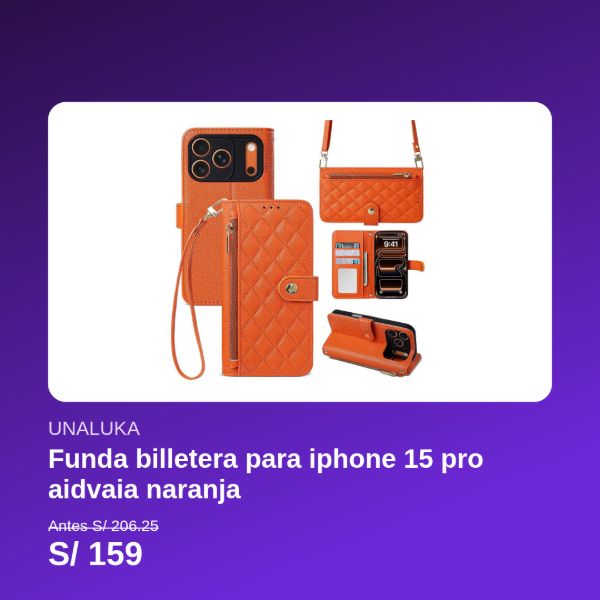 9:41
UNALUKA
Funda billetera para iphone 15 pro
aidvaia naranja
Antes S/ 206.25
S/ 159